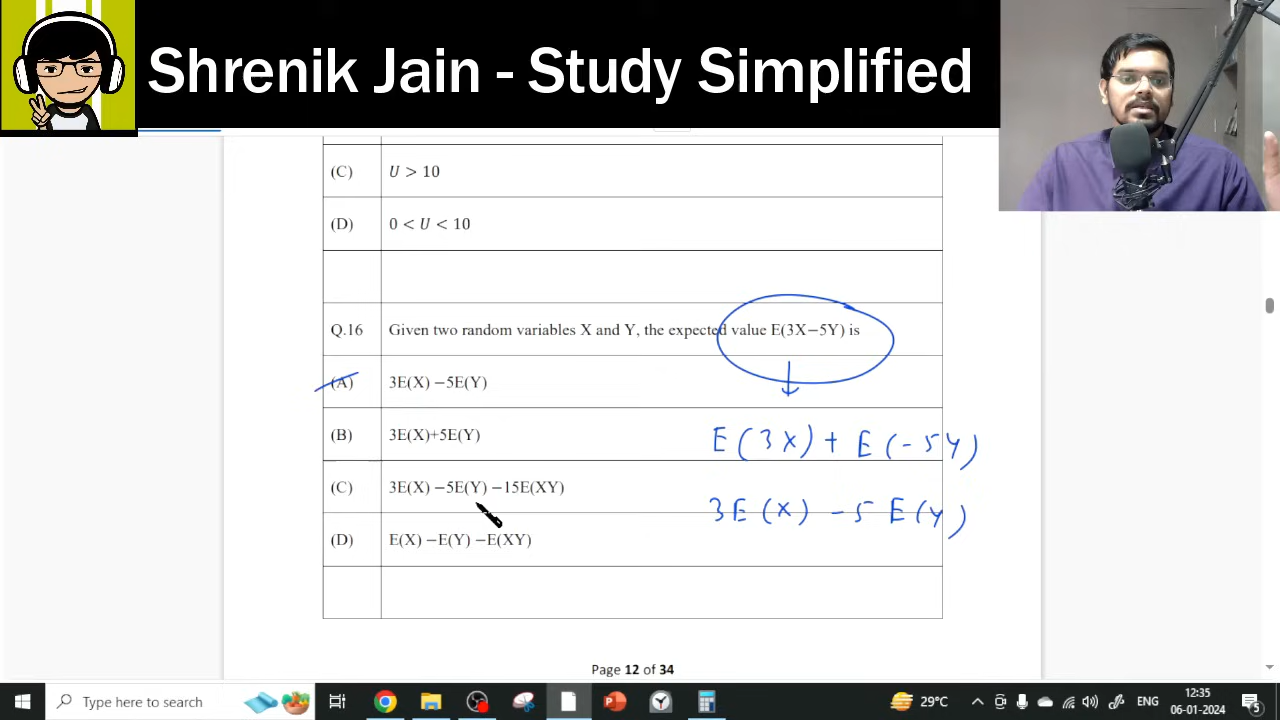 Shrenik Jain - Study Simplified
(C) U > 10
(D) 0 < U < 10
Q.16 Given two random variables X and Y, the expected value E(3X−5Y) is
(A) 3E(X) −5E(Y)
(B) 3E(X)+5E(Y)
E(3X) + E(-5Y)
(C) 3E(X) −5E(Y) −15E(XY)
3E(X) - 5E(Y)
(D) E(X) −E(Y) −E(XY)
Page 12 of 34
Type here to search
29°C
ENG
12:35
06-01-2024
5